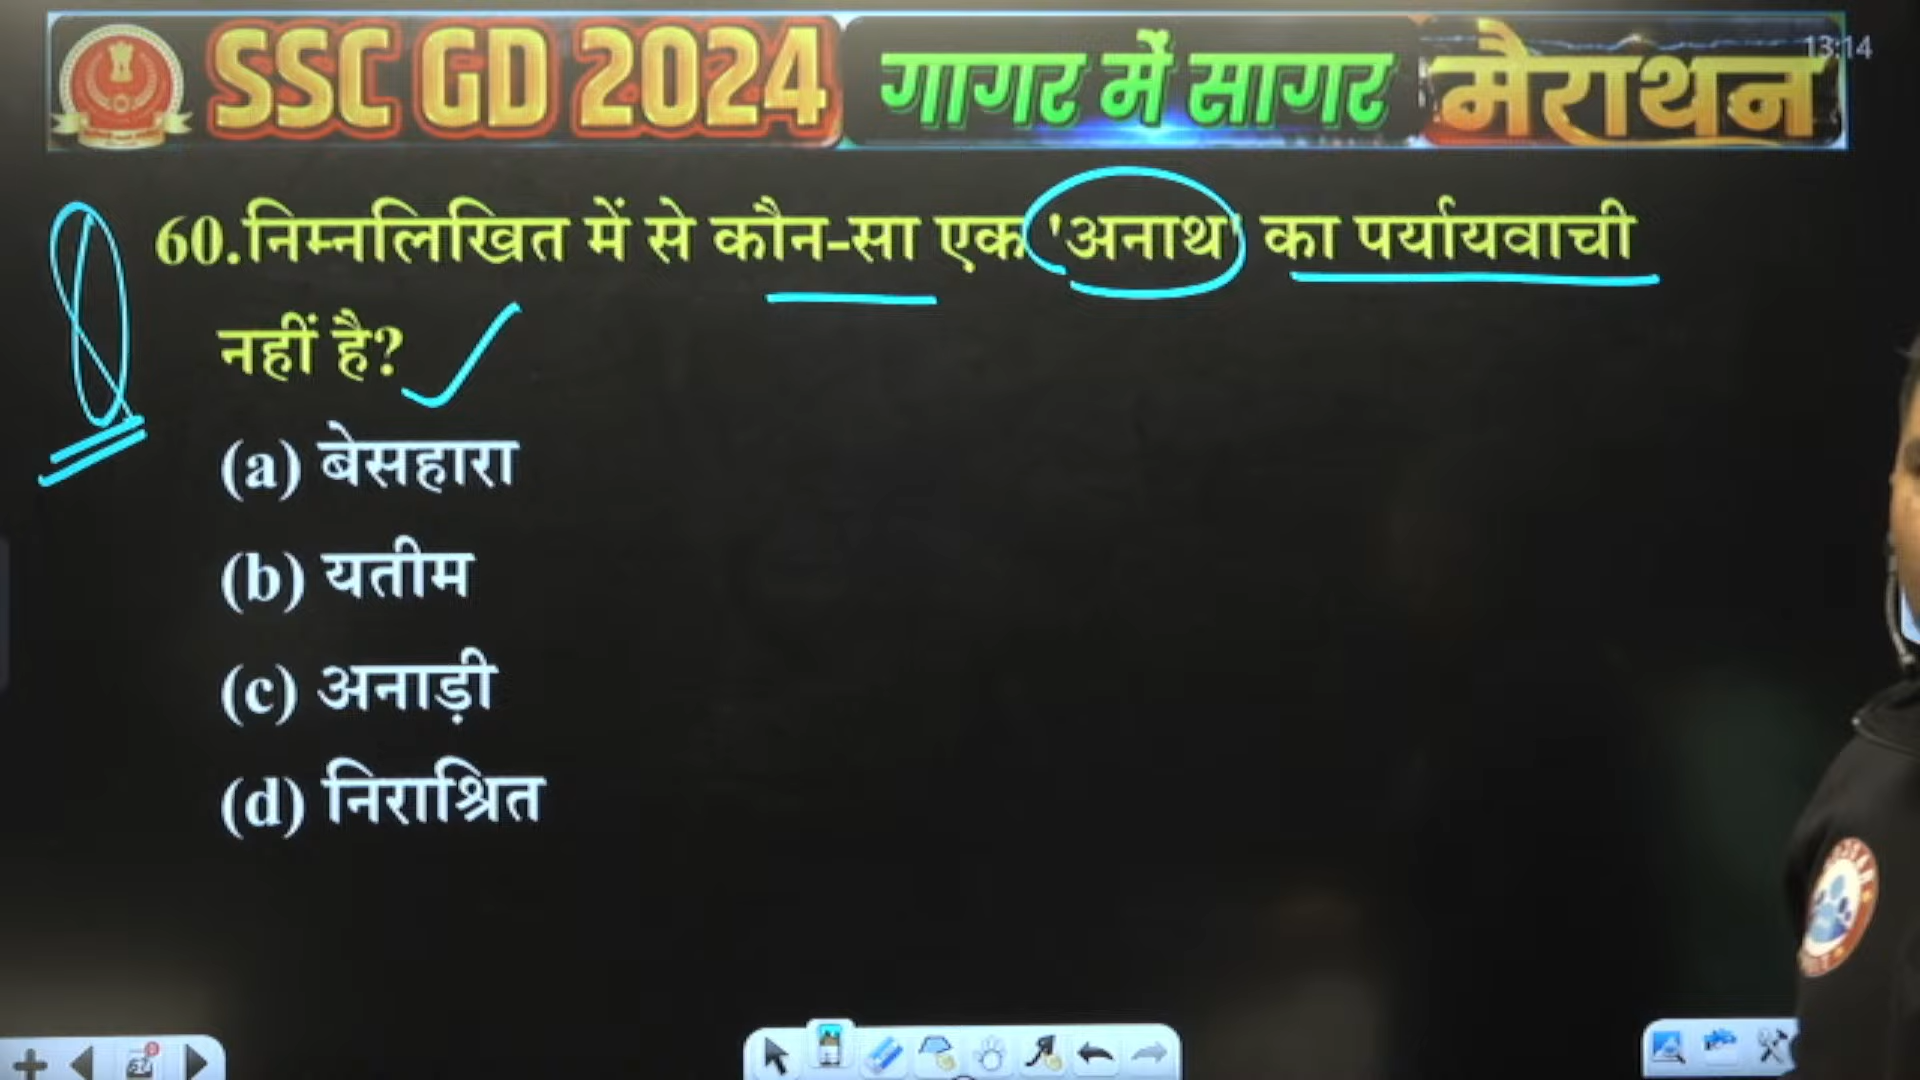 SSC GD 2024 गागर में सागर मैराथन
13:14
60.निम्नलिखित में से कौन-सा एक 'अनाथ' का पर्यायवाची
नहीं है?
(a) बेसहारा
(b) यतीम
(c) अनाड़ी
(d) निराश्रित